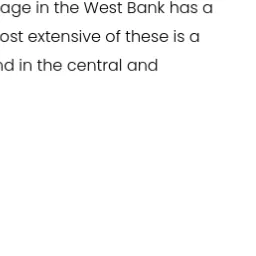 age in the West Bank has a
ost extensive of these is a
nd in the central and